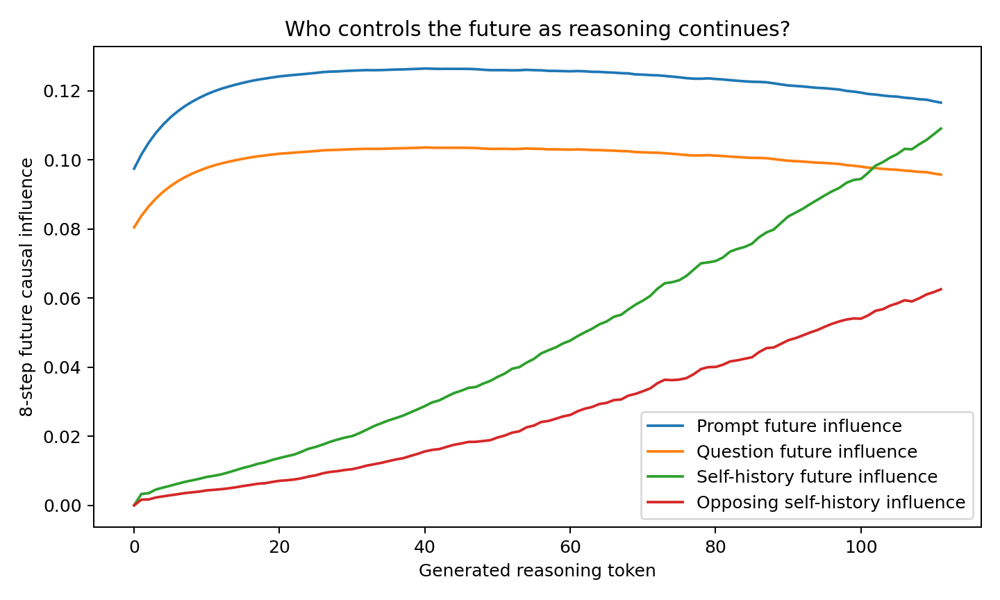 Who controls the future as reasoning continues?
8-step future causal influence
0.12
0.10
0.08
0.06
0.04
0.02
0.00
Prompt future influence
Question future influence
Self-history future influence
Opposing self-history influence
0 20 40 60 80 100
Generated reasoning token